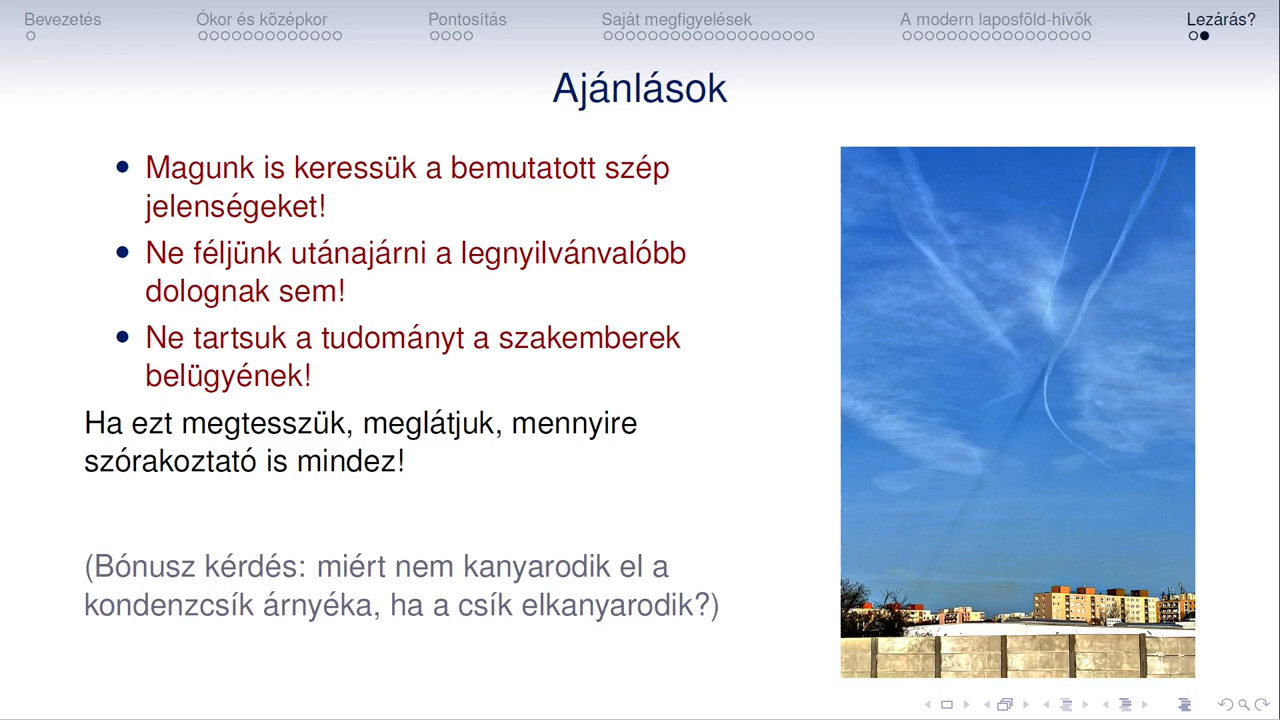 Bevezetés
Ókor és középkor
Pontosítás
Saját megfigyelések
A modern laposföld-hívők
Lezárás?
Ajánlások
Magunk is keressük a bemutatott szép
jelenségeket!
Ne féljünk utánajárni a legnyilvánvalóbb
dolognak sem!
Ne tartsuk a tudományt a szakemberek
belügyének!
Ha ezt megtesszük, meglátjuk, mennyire
szórakoztató is mindez!
(Bónusz kérdés: miért nem kanyarodik el a
kondenzcsík árnyéka, ha a csík elkanyarodik?)